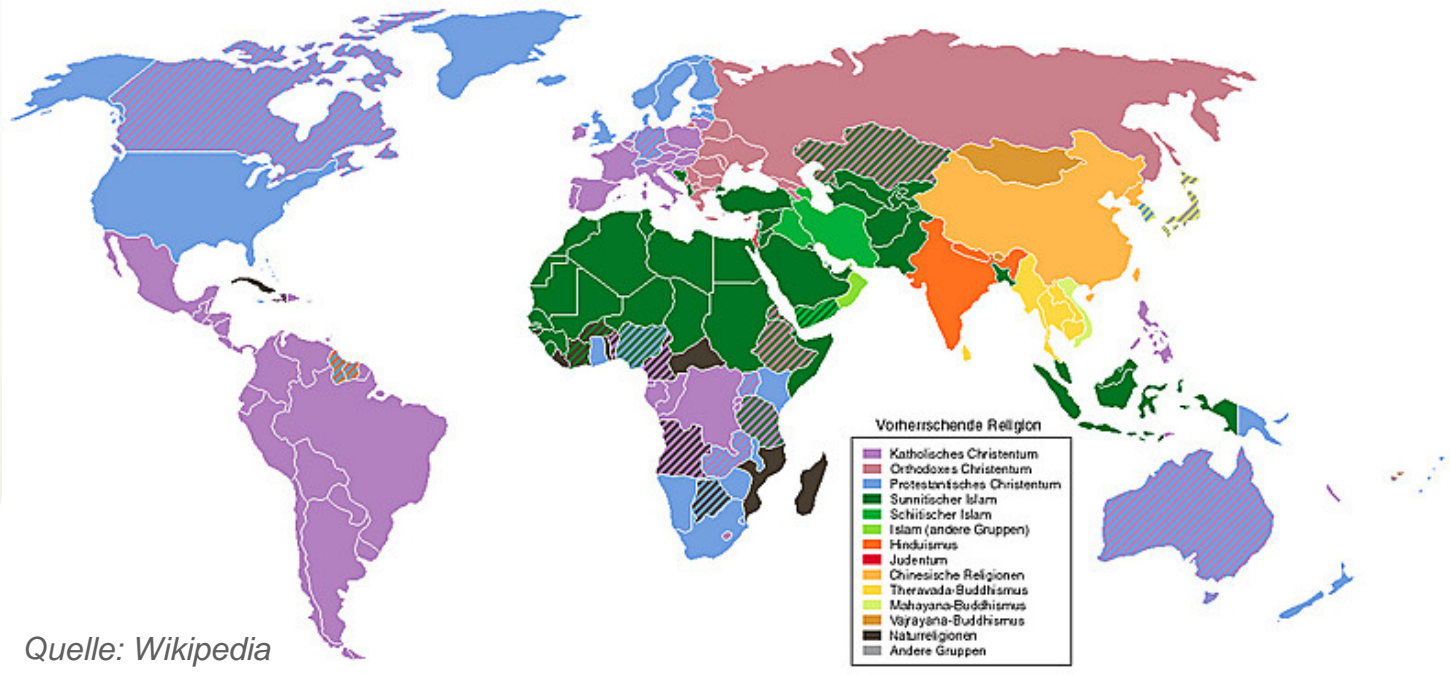 Vorherrschende Religion
Katholisches Christentum
Orthodoxes Christentum
Protestantisches Christentum
Sunnitischer Islam
Schiitischer Islam
Islam (andere Gruppen)
Hinduismus
Judentum
Chinesische Religionen
Theravada-Buddhismus
Mahayana-Buddhismus
Vajrayana-Buddhismus
Naturreligionen
Andere Gruppen
Quelle: Wikipedia